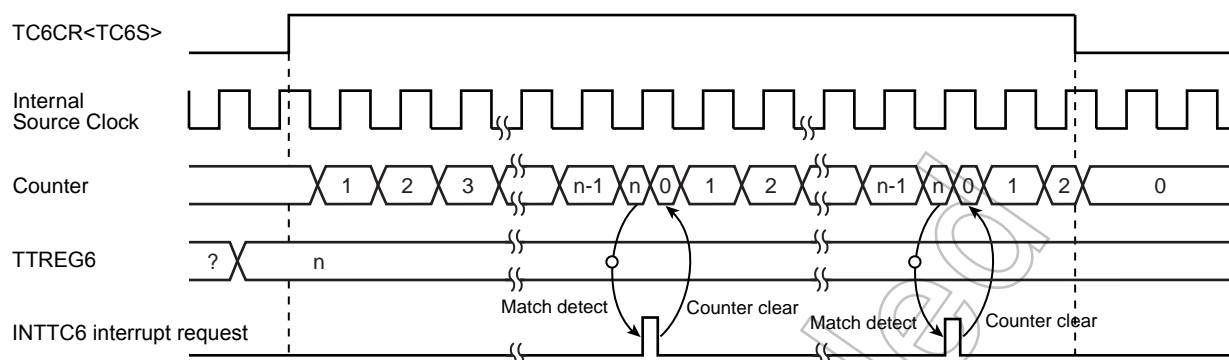 TC6CR<TC6S>
Internal
Source Clock
Counter
1 2 3 n-1 n 0 1 2 n-1 n 0 1 2 0
TTREG6
? n
Match detect Counter clear Match detect Counter clear
INTTC6 interrupt request